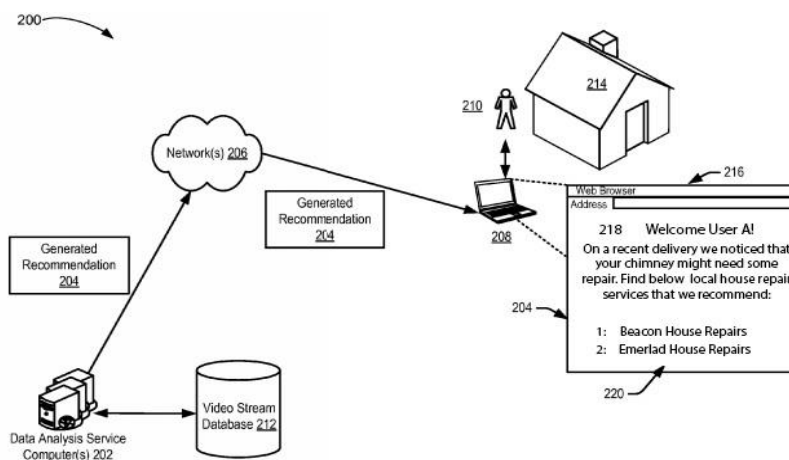 200
214
210
Network(s) 206
216
Web Browser
Address
Generated
Recommendation
204
208
218 Welcome User A!
On a recent delivery we noticed that
your chimney might need some
repair. Find below local house repair
services that we recommend:
Generated
Recommendation
204
204
1: Beacon House Repairs
2: Emerlad House Repairs
220
Video Stream
Database 212
Data Analysis Service
Computer(s) 202